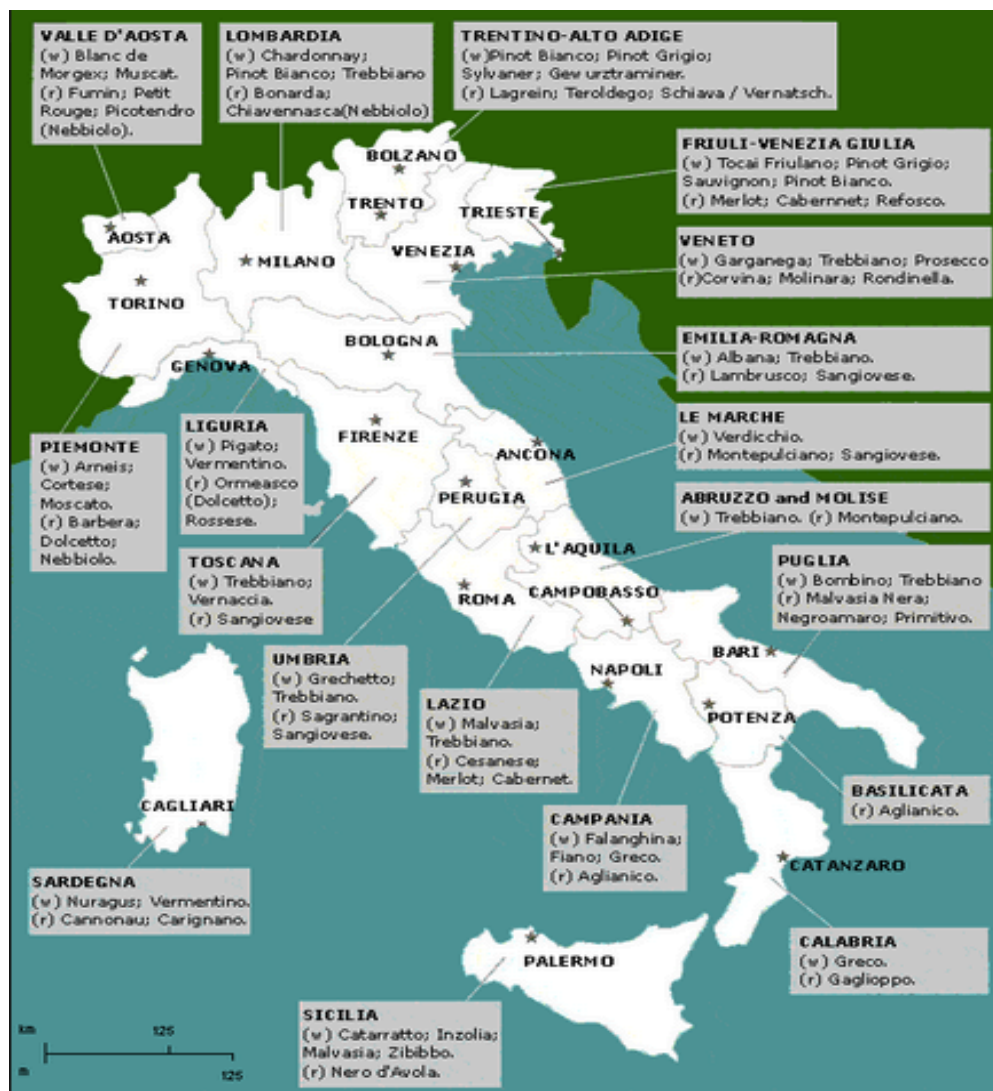 VALLE D'AOSTA
(w) Blanc de
Morgex; Muscat.
(r) Fumin; Petit
Rouge; Picotendro
(Nebbiolo).
LOMBARDIA
(w) Chardonnay;
Pinot Bianco; Trebbiano
(r) Bonarda;
Chiavennasca(Nebbiolo)
TRENTINO-ALTO ADIGE
(w)Pinot Bianco; Pinot Grigio;
Sylvaner; Gew urztraminer.
(r) Lagrein; Teroldego; Schiava / Vernatsch.
FRIULI-VENEZIA GIULIA
(w) Tocai Friulano; Pinot Grigio;
Sauvignon; Pinot Bianco.
(r) Merlot; Cabernnet; Refosco.
VENETO
(w) Garganega; Trebbiano; Prosecco
(r)Corvina; Molinara; Rondinella.
EMILIA-ROMAGNA
(w) Albana; Trebbiano.
(r) Lambrusco; Sangiovese.
LE MARCHE
(w) Verdicchio.
(r) Montepulciano; Sangiovese.
ABRUZZO and MOLISE
(w) Trebbiano. (r) Montepulciano.
PUGLIA
(w) Bombino; Trebbiano
(r) Malvasia Nera;
Negroamaro; Primitivo.
BOLZANO
TRENTO
TRIESTE
AOSTA
MILANO
VENEZIA
TORINO
BOLOGNA
GENOVA
FIRENZE
ANCONA
PERUGIA
L'AQUILA
ROMA
CAMPOBASSO
BARI
NAPOLI
POTENZA
CAGLIARI
CATANZARO
PALERMO
PIEMONTE
(w) Arneis;
Cortese;
Moscato.
(r) Barbera;
Dolcetto;
Nebbiolo.
LIGURIA
(w) Pigato;
Vermentino.
(r) Ormeasco
(Dolcetto);
Rossese.
TOSCANA
(w) Trebbiano;
Vernaccia.
(r) Sangiovese
UMBRIA
(w) Grechetto;
Trebbiano.
(r) Sagrantino;
Sangiovese.
LAZIO
(w) Malvasia;
Trebbiano.
(r) Cesanese;
Merlot; Cabernet.
BASILICATA
(r) Aglianico.
CAMPANIA
(w) Falanghina;
Fiano; Greco.
(r) Aglianico.
SARDEGNA
(w) Nuragus; Vermentino.
(r) Cannonau; Carignano.
CALABRIA
(w) Greco.
(r) Gaglioppo.
SICILIA
(w) Catarratto; Inzolia;
Malvasia; Zibibbo.
(r) Nero d'Avola.
km
125
m
125